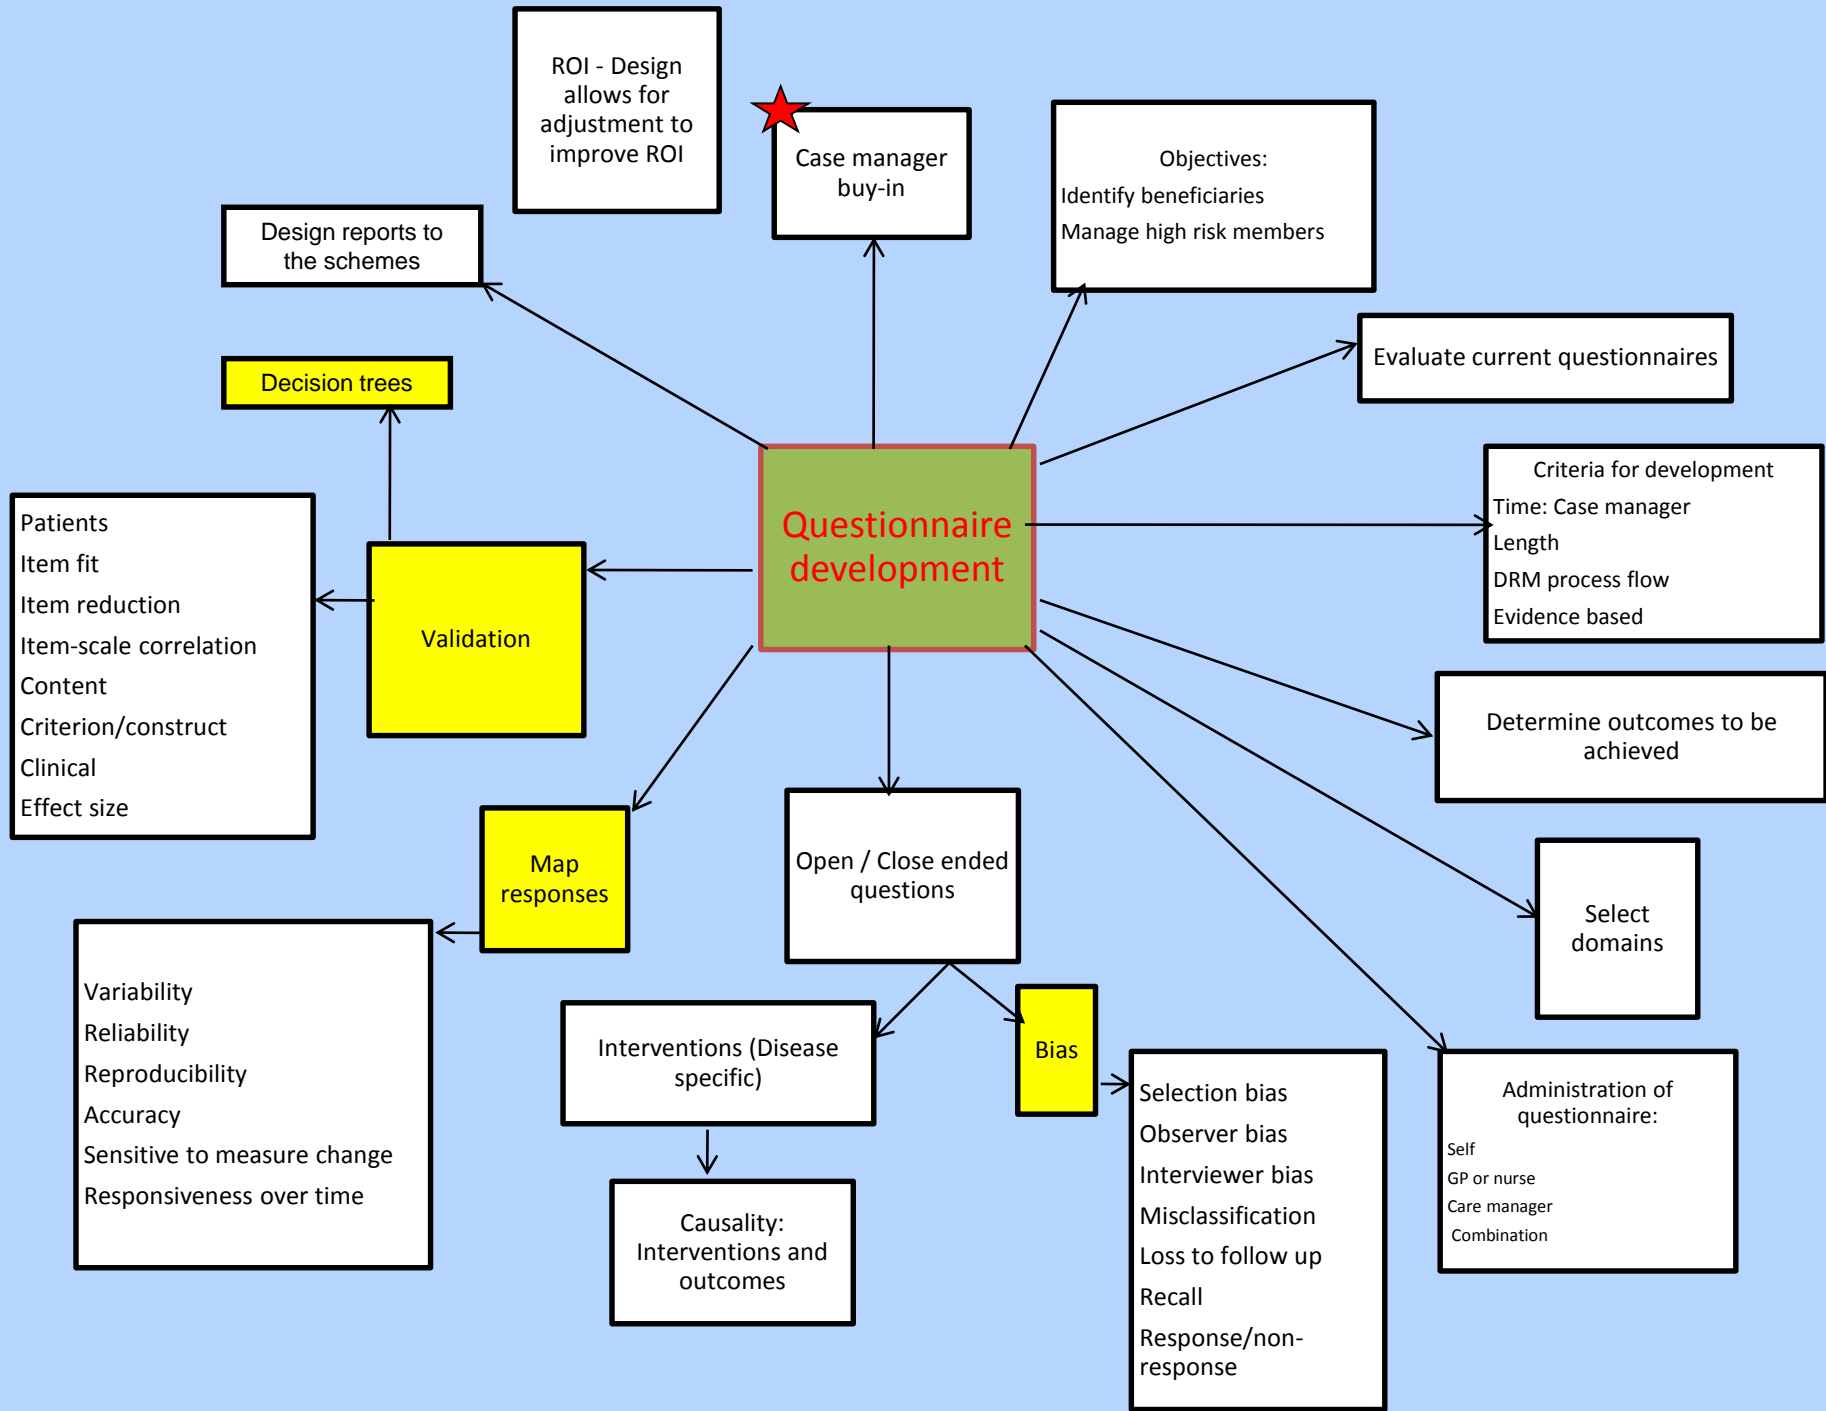 ROI - Design
allows for
adjustment to
improve ROI
Case manager
buy-in
Objectives:
Identify beneficiaries
Manage high risk members
Design reports to
the schemes
Evaluate current questionnaires
Decision trees
Questionnaire
development
Criteria for development
Time: Case manager
Length
DRM process flow
Evidence based
Patients
Item fit
Item reduction
Item-scale correlation
Content
Criterion/construct
Clinical
Effect size
Validation
Determine outcomes to be
achieved
Map
responses
Open / Close ended
questions
Select
domains
Variability
Reliability
Reproducibility
Accuracy
Sensitive to measure change
Responsiveness over time
Interventions (Disease
specific)
Bias
Selection bias
Observer bias
Interviewer bias
Misclassification
Loss to follow up
Recall
Response/non-
response
Administration of
questionnaire:
Self
GP or nurse
Care manager
Combination
Causality:
Interventions and
outcomes